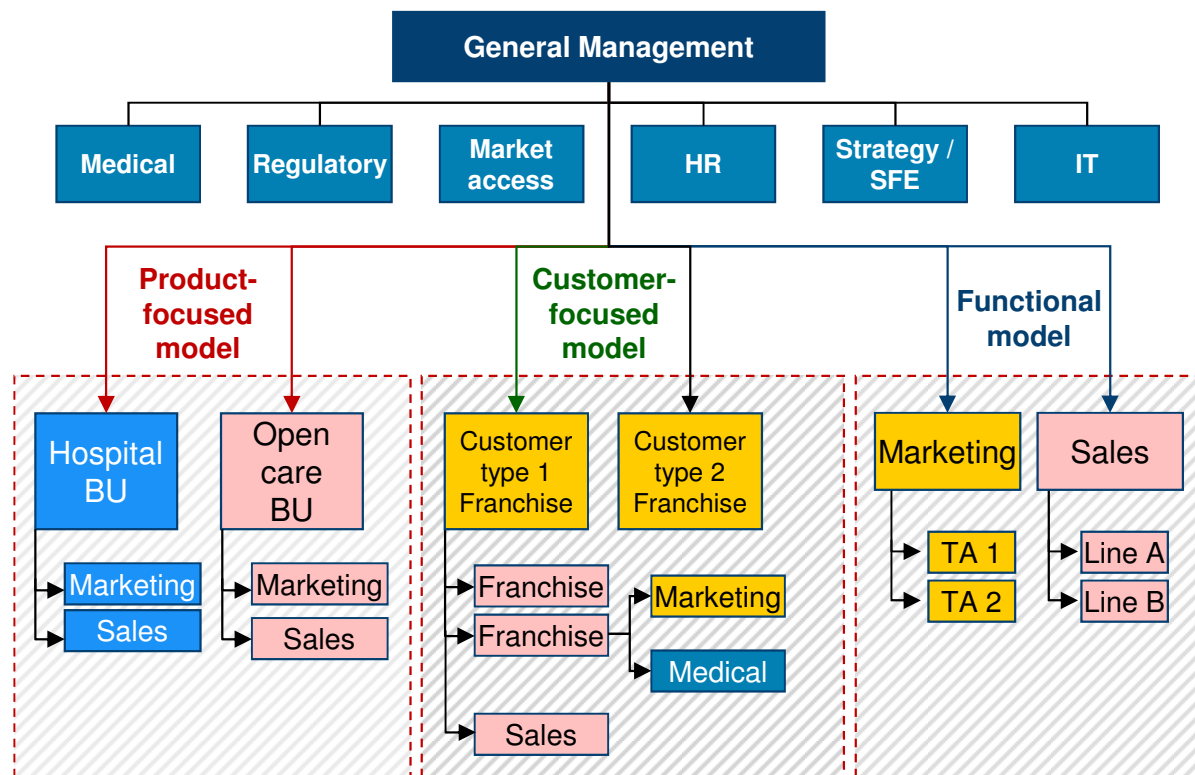 General Management
Medical
Regulatory
Market
access
HR
Strategy /
SFE
IT
Product-
focused
model
Customer-
focused
model
Functional
model
Hospital
BU
Open
care
BU
Customer
type 1
Franchise
Customer
type 2
Franchise
Marketing
Sales
Marketing
Sales
Marketing
Sales
Franchise
Franchise
Sales
Marketing
Medical
TA 1
TA 2
Line A
Line B